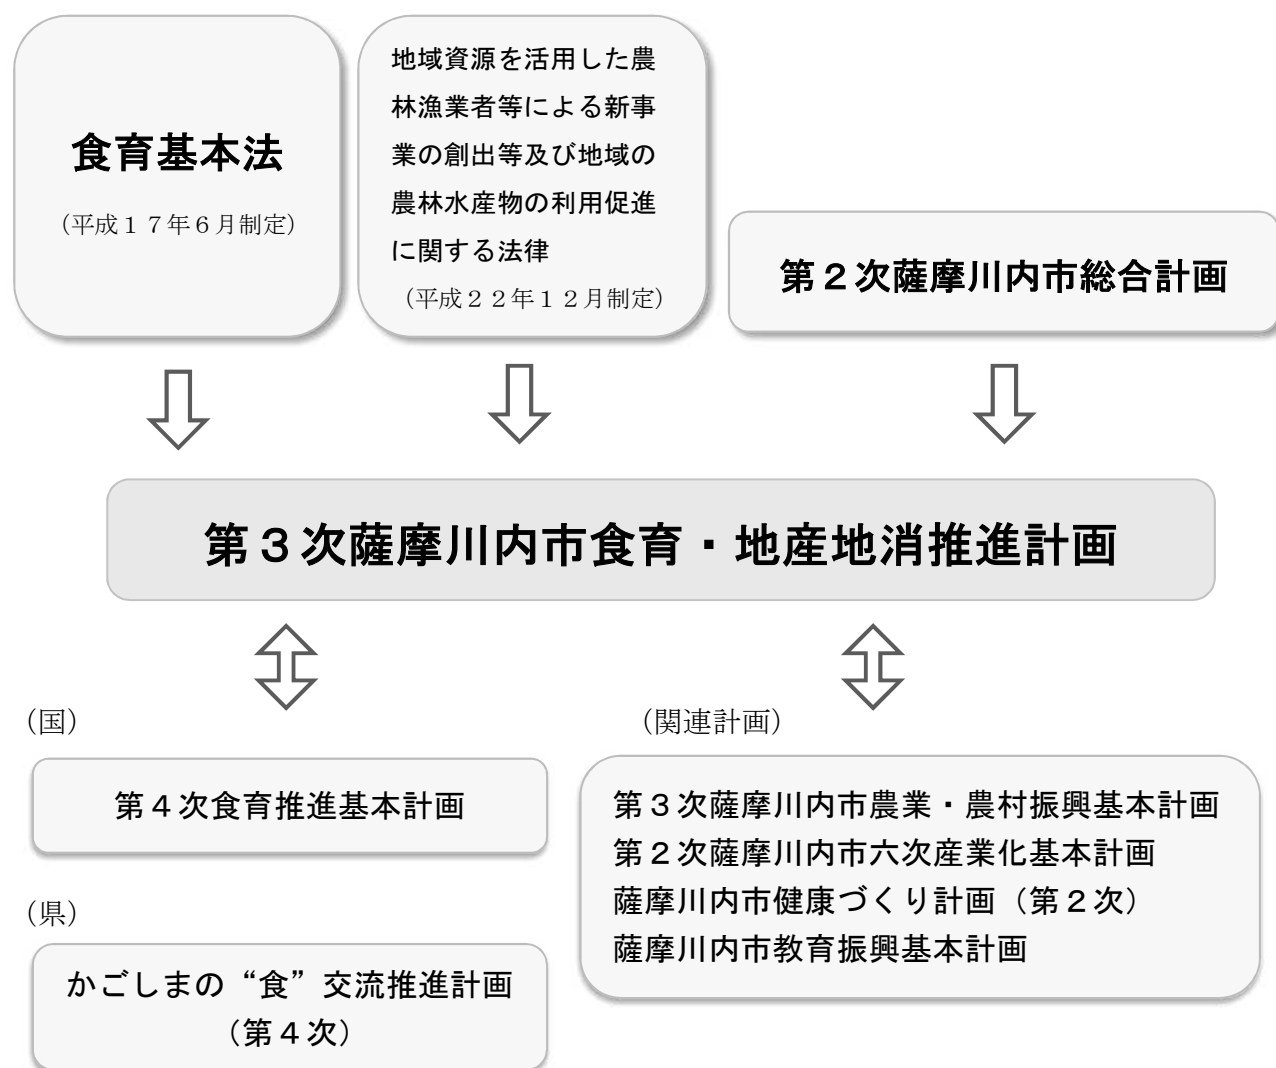 食育基本法
（平成１７年６月制定）
地域資源を活用した農
林漁業者等による新事
業の創出等及び地域の
農林水産物の利用促進
に関する法律
（平成２２年１２月制定）
第２次薩摩川内市総合計画
第３次薩摩川内市食育・地産地消推進計画
（国）
第４次食育推進基本計画
（県）
かごしまの“食”交流推進計画
（第４次）
（関連計画）
第３次薩摩川内市農業・農村振興基本計画
第２次薩摩川内市六次産業化基本計画
薩摩川内市健康づくり計画（第２次）
薩摩川内市教育振興基本計画